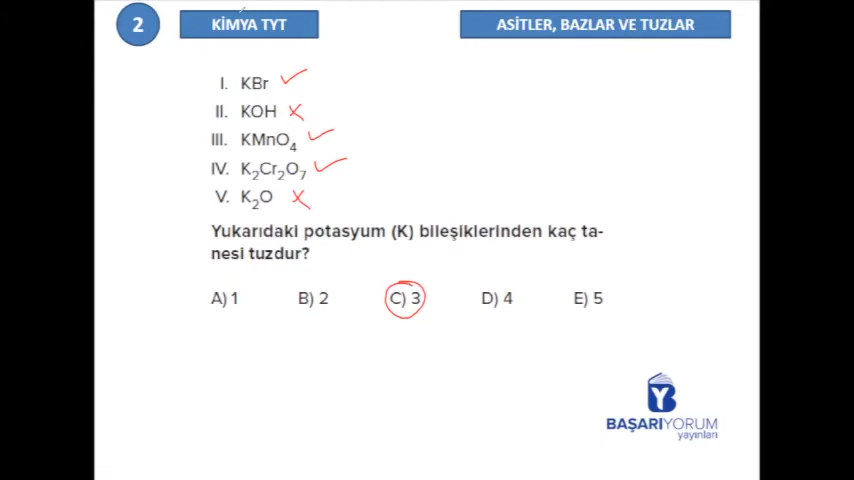 2
KİMYA TYT
ASİTLER, BAZLAR VE TUZLAR
I. KBr
II. KOH
III. KMnO₄
IV. K₂Cr₂O₇
V. K₂O
Yukarıdaki potasyum (K) bileşiklerinden kaç ta-
nesi tuzdur?
A) 1 B) 2 C) 3 D) 4 E) 5
BAŞARIYORUM
yayınları